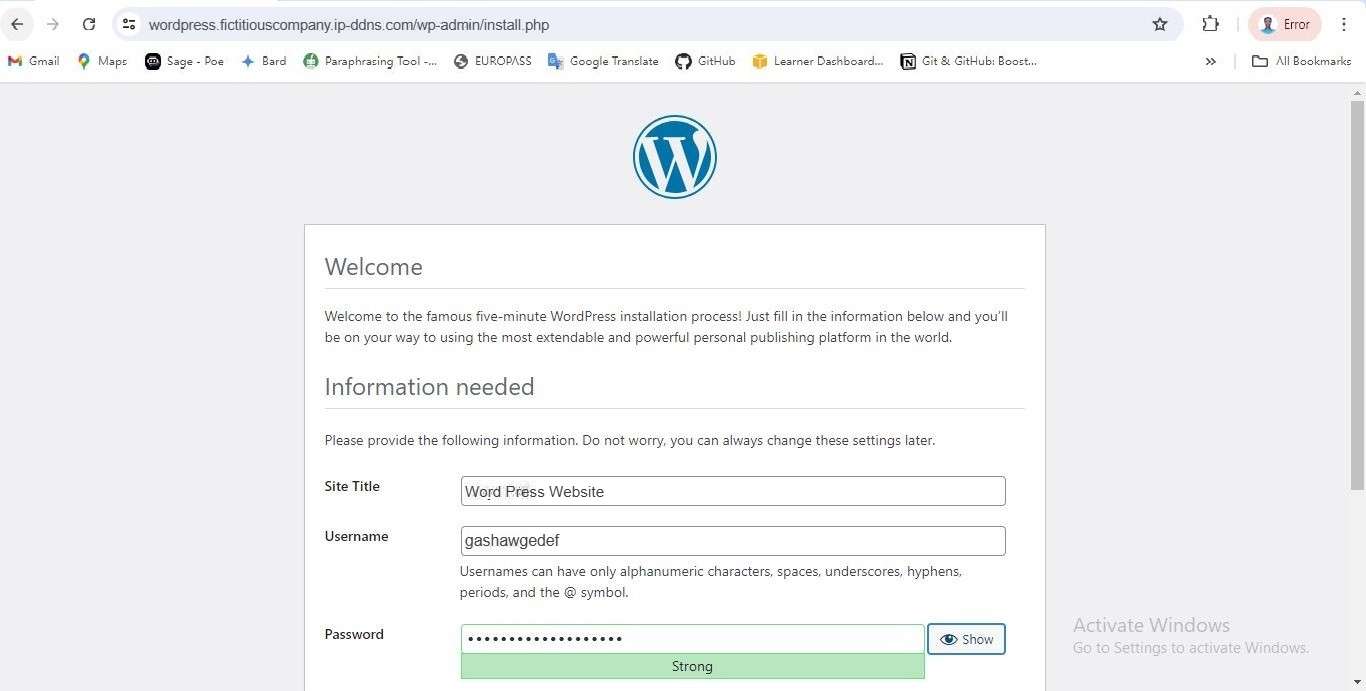 wordpress.fictitiouscompany.ip-ddns.com/wp-admin/install.php Error
Gmail Maps Sage - Poe Bard Paraphrasing Tool -... EUROPASS Google Translate GitHub Learner Dashboard... Git & GitHub: Boost... » All Bookmarks
Welcome
Welcome to the famous five-minute WordPress installation process! Just fill in the information below and you’ll
be on your way to using the most extendable and powerful personal publishing platform in the world.
Information needed
Please provide the following information. Do not worry, you can always change these settings later.
Site Title Word Press Website
Username gashawgedef
Usernames can have only alphanumeric characters, spaces, underscores, hyphens,
periods, and the @ symbol.
Password ••••••••••••••••••• Show
Strong
Activate Windows
Go to Settings to activate Windows.